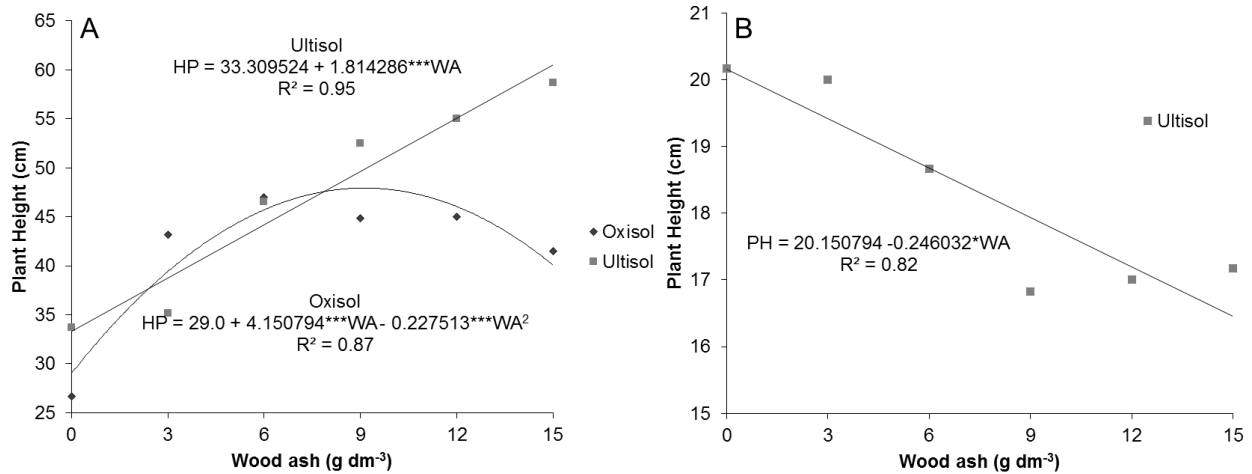 A
Ultisol
HP = 33.309524 + 1.814286***WA
R² = 0.95
Oxisol
HP = 29.0 + 4.150794***WA- 0.227513***WA²
R² = 0.87
Plant Height (cm)
65
60
55
50
45
40
35
30
25
0 3 6 9 12 15
Wood ash (g dm⁻³)
Oxisol
Ultisol
B
Ultisol
PH = 20.150794 -0.246032*WA
R² = 0.82
Plant Height (cm)
21
20
19
18
17
16
15
0 3 6 9 12 15
Wood ash (g dm⁻³)